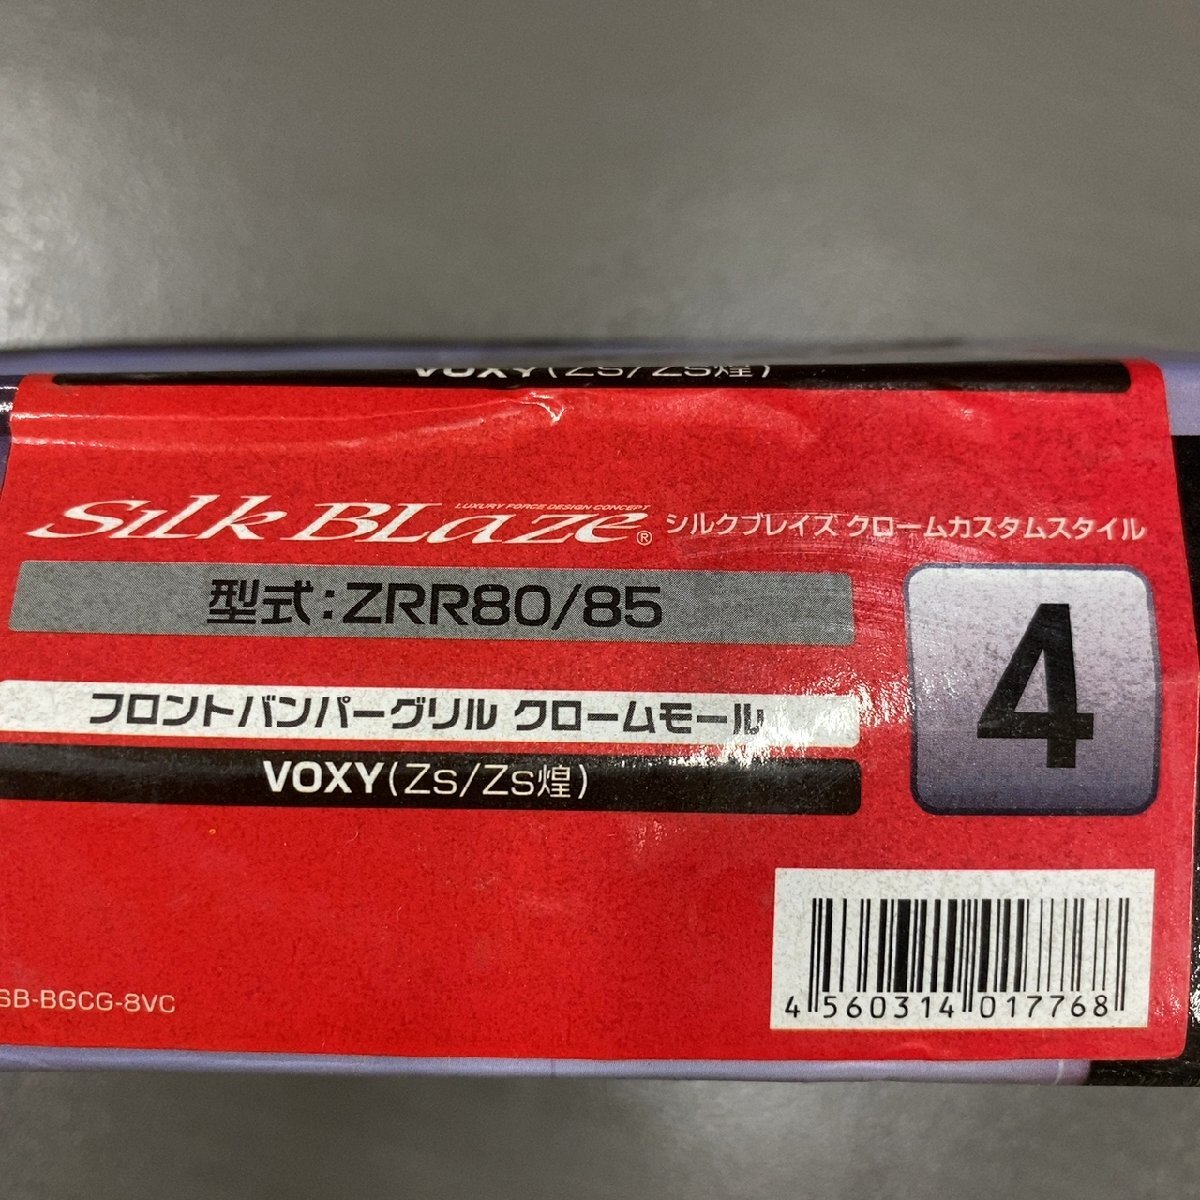 VOXY(Zs/Zs煌)
SilkBLaze® LUXURY FORCE DESIGN CONCEPT シルクブレイズ クロームカスタムスタイル
型式:ZRR80/85
4
フロントバンパーグリル クロームモール
VOXY(Zs/Zs煌)
SB-BGCG-8VC
4 560314 017768